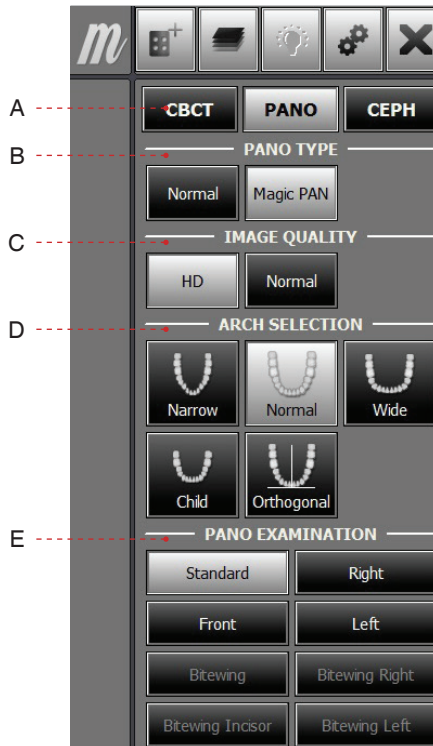 m
A
CBCT PANO CEPH
B
PANO TYPE
Normal Magic PAN
C
IMAGE QUALITY
HD Normal
D
ARCH SELECTION
Narrow Normal Wide
Child Orthogonal
E
PANO EXAMINATION
Standard Right
Front Left
Bitewing Bitewing Right
Bitewing Incisor Bitewing Left